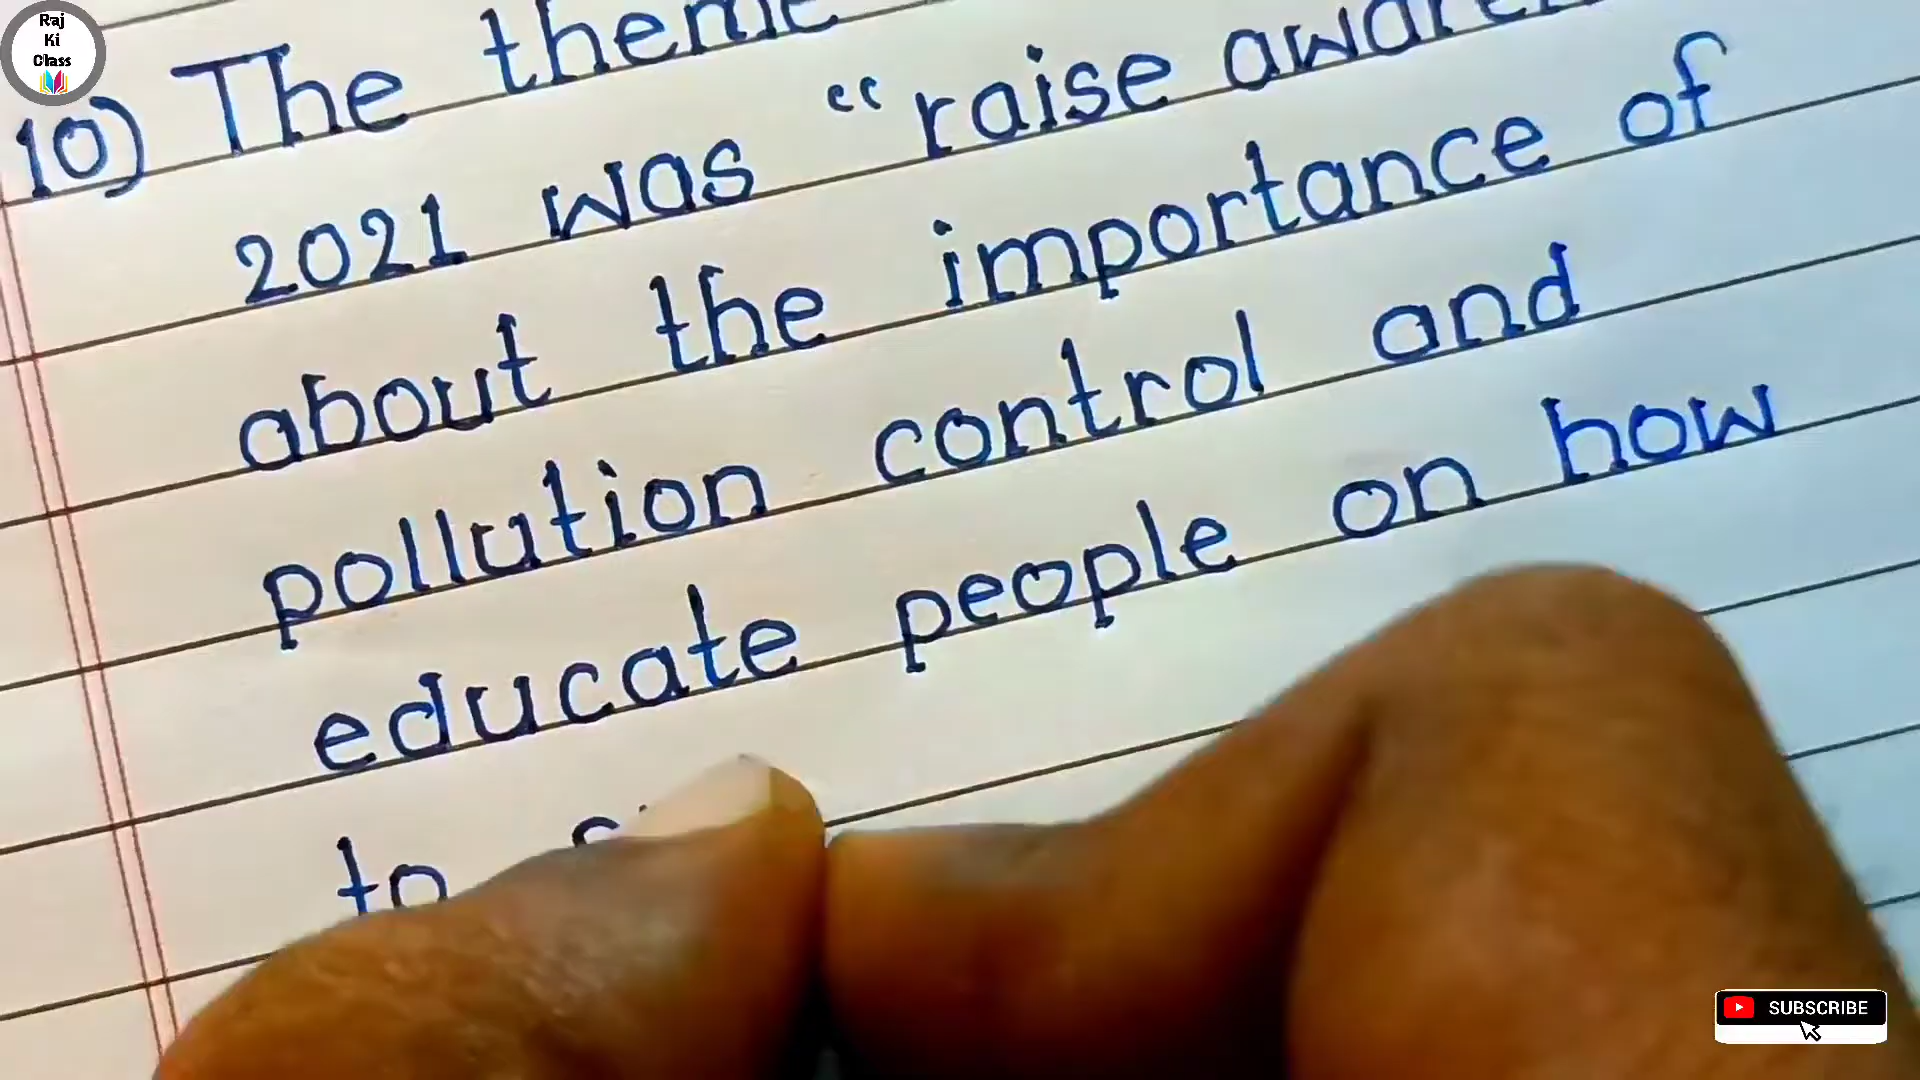 Raj
Ki
Class
10) The theme
2021 was “raise
about the importance of
pollution control and
educate people on how
to
SUBSCRIBE